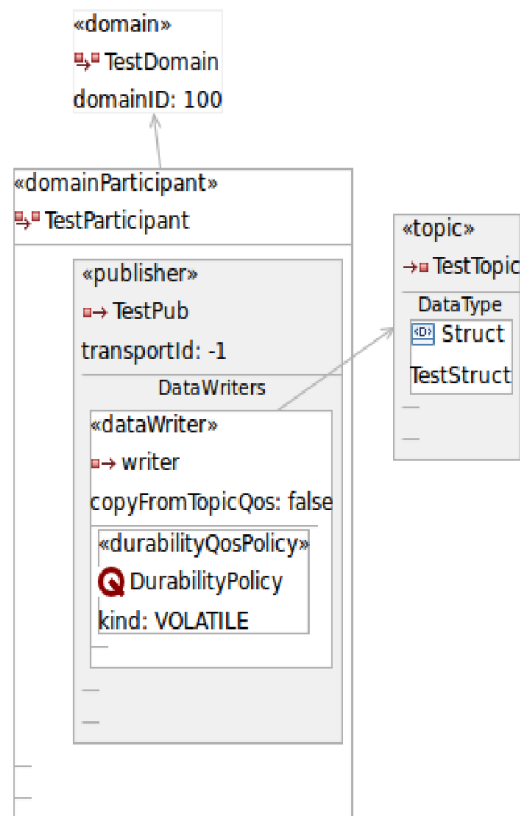 «domain»
TestDomain
domainID: 100
«domainParticipant»
TestParticipant
«publisher»
TestPub
transportId: -1
DataWriters
«dataWriter»
writer
copyFromTopicQos: false
«durabilityQosPolicy»
Q DurabilityPolicy
kind: VOLATILE
«topic»
TestTopic
DataType
<D> Struct
TestStruct